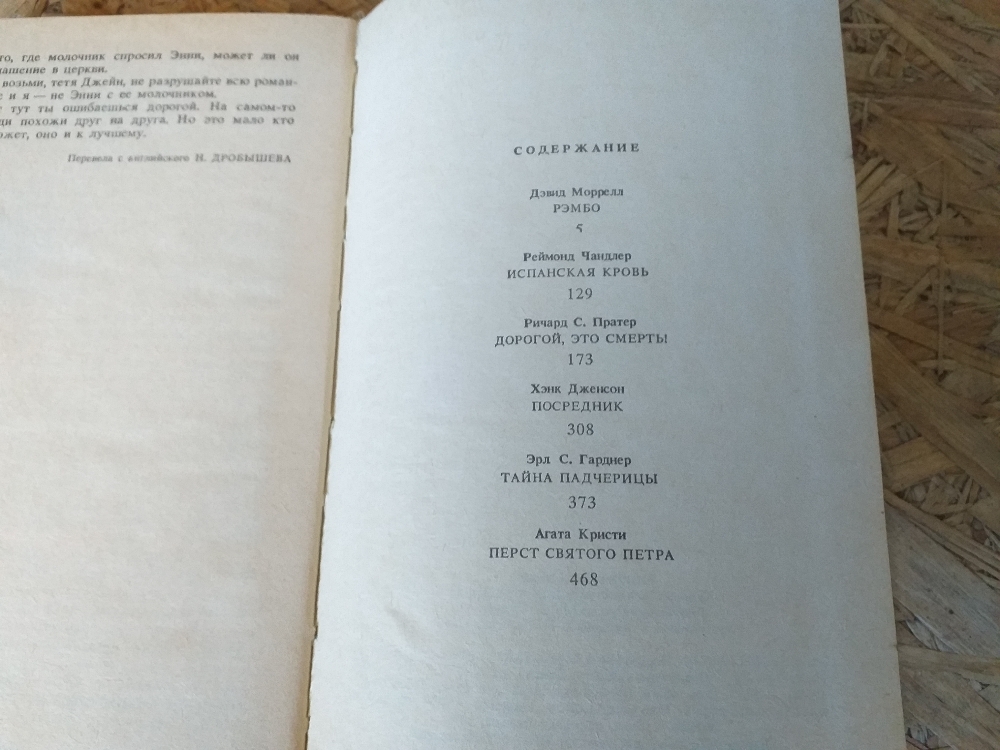 го, где молочник спросил Энни, может ли он
лашение в церкви.
возьми, тетя Джейн, не разрушайте всю роман-
е и я — не Энни с ее молочником.
тут ты ошибаешься дорогой. На самом-то
ди похожи друг на друга. Но это мало кто
ожет, оно и к лучшему.
Перевела с английского Н. ДРОБЫШЕВА
СОДЕРЖАНИЕ
Дэвид Моррелл
РЭМБО
5
Реймонд Чандлер
ИСПАНСКАЯ КРОВЬ
129
Ричард С. Пратер
ДОРОГОЙ, ЭТО СМЕРТЬ!
173
Хэнк Дженсон
ПОСРЕДНИК
308
Эрл С. Гарднер
ТАЙНА ПАДЧЕРИЦЫ
373
Агата Кристи
ПЕРСТ СВЯТОГО ПЕТРА
468